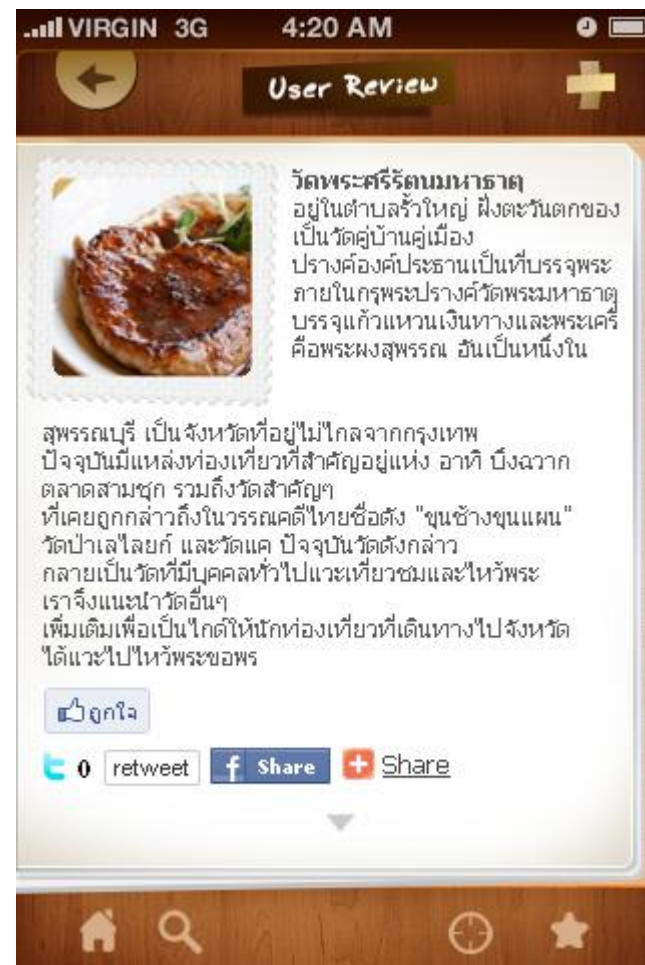 VIRGIN 3G 4:20 AM
User Review
วัดพระศรีรัตนมหาธาตุ
อยู่ในตำบลรั้วใหญ่ ฝั่งตะวันตกของ
เป็นวัดคู่บ้านคู่เมือง
ปรางค์องค์ประธานเป็นที่บรรจุพระ
ภายในกรุพระปรางค์วัดพระมหาธาตุ
บรรจุแก้วแหวนเงินทางและพระเครื่
คือพระผงสุพรรณ อันเป็นหนึ่งใน
สุพรรณบุรี เป็นจังหวัดที่อยู่ไม่ไกลจากกรุงเทพ
ปัจจุบันมีแหล่งท่องเที่ยวที่สำคัญอยู่แห่ง อาทิ บึงฉวาก
ตลาดสามชุก รวมถึงวัดสำคัญๆ
ที่เคยถูกกล่าวถึงในวรรณคดีไทยชื่อดัง "ขุนช้างขุนแผน"
วัดป่าเลไลยก์ และวัดแค ปัจจุบันวัดดังกล่าว
กลายเป็นวัดที่มีบุคคลทั่วไปแวะเที่ยวชมและไหว้พระ
เราจึงแนะนำวัดอื่นๆ
เพิ่มเติมเพื่อเป็นไกด์ให้นักท่องเที่ยวที่เดินทางไปจังหวัด
ได้แวะไปไหว้พระขอพร
ถูกใจ
0 retweet f Share Share